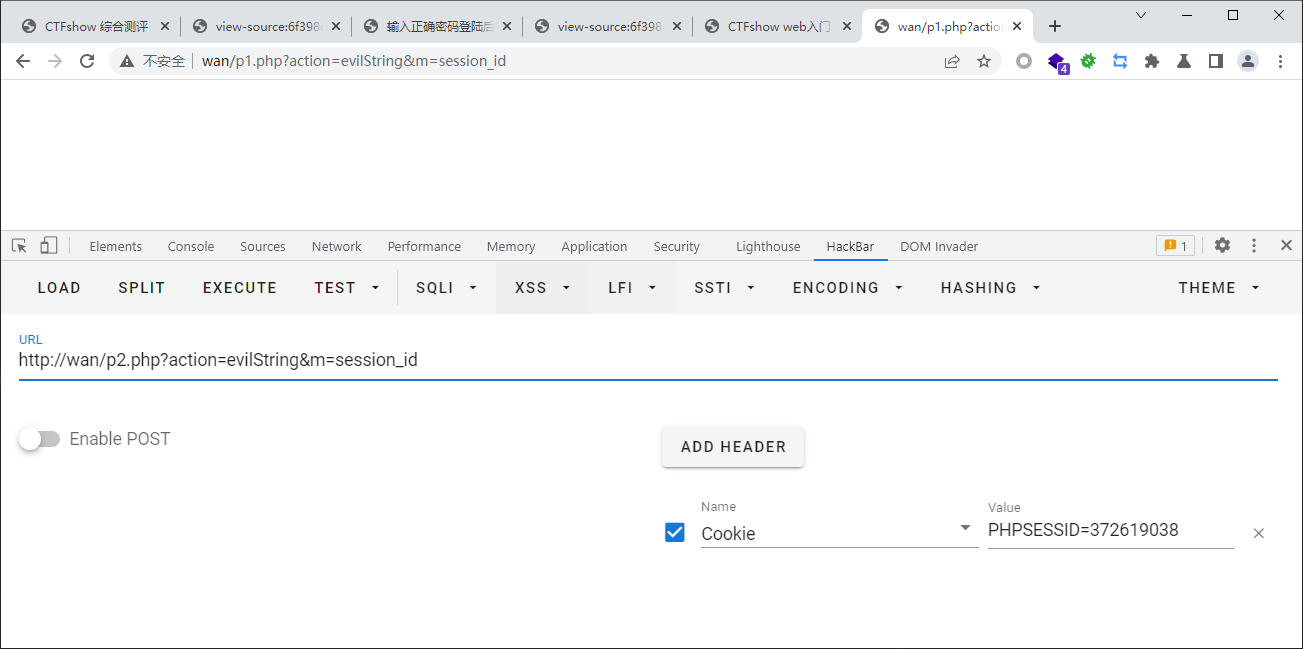 CTFshow 综合测评
view-source:6f398
输入正确密码登陆后
view-source:6f398
CTFshow web入门
wan/p1.php?actio
不安全 wan/p1.php?action=evilString&m=session_id
4
Elements Console Sources Network Performance Memory Application Security Lighthouse HackBar DOM Invader 1
LOAD SPLIT EXECUTE TEST SQLI XSS LFI SSTI ENCODING HASHING THEME
URL
http://wan/p2.php?action=evilString&m=session_id
Enable POST
ADD HEADER
Name
Cookie
Value
PHPSESSID=372619038